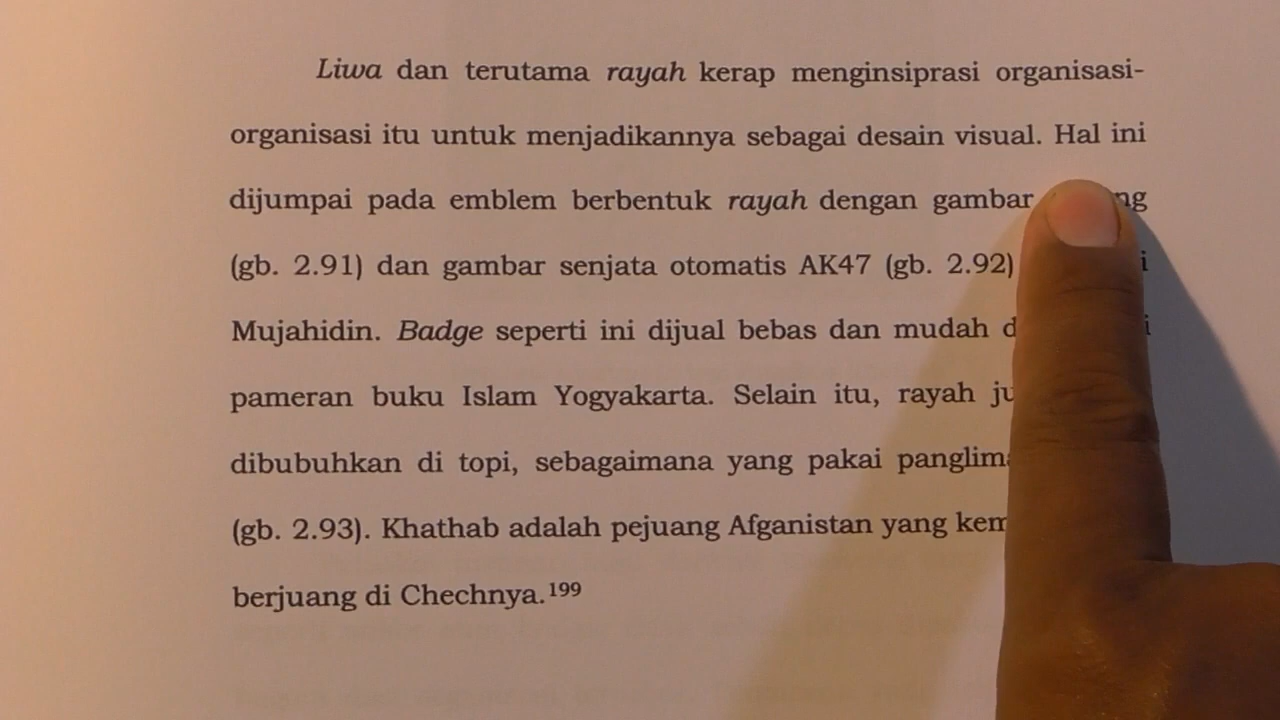 Liwa dan terutama rayah kerap menginsiprasi organisasi-
organisasi itu untuk menjadikannya sebagai desain visual. Hal ini
dijumpai pada emblem berbentuk rayah dengan gambar
(gb. 2.91) dan gambar senjata otomatis AK47 (gb. 2.92)
Mujahidin. Badge seperti ini dijual bebas dan mudah
pameran buku Islam Yogyakarta. Selain itu, rayah
dibubuhkan di topi, sebagaimana yang pakai
(gb. 2.93). Khathab adalah pejuang Afganistan yang
berjuang di Chechnya.199